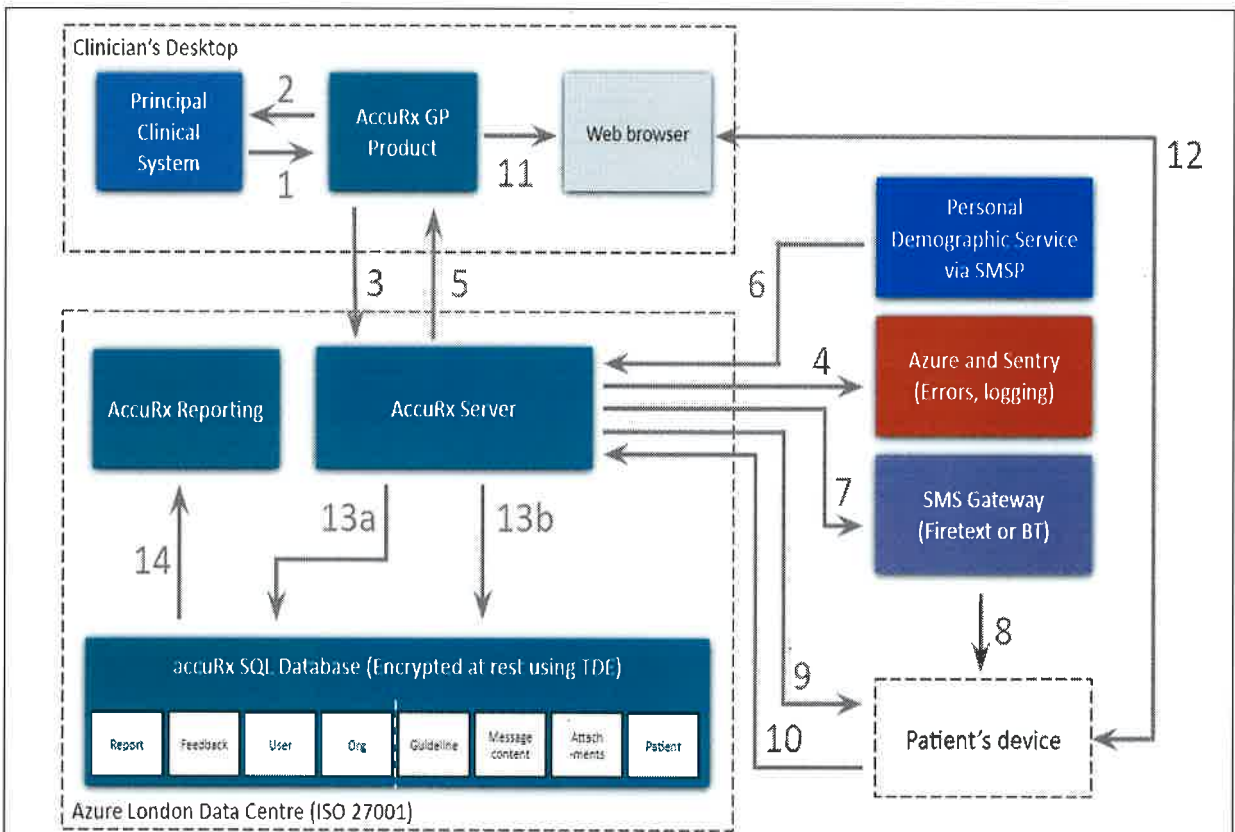 Clinician's Desktop
Principal
Clinical
System
2
1
AccuRx GP
Product
11
Web browser
12
Personal
Demographic Service
via SMSP
3
5
6
AccuRx Reporting
AccuRx Server
4
Azure and Sentry
(Errors, logging)
7
SMS Gateway
(Firetext or BT)
14
13a
13b
8
accuRx SQL Database (Encrypted at rest using TDE)
Report
Feedback
User
Org
Guideline
Message
content
Attach
-ments
Patient
9
10
Patient's device
Azure London Data Centre (ISO 27001)